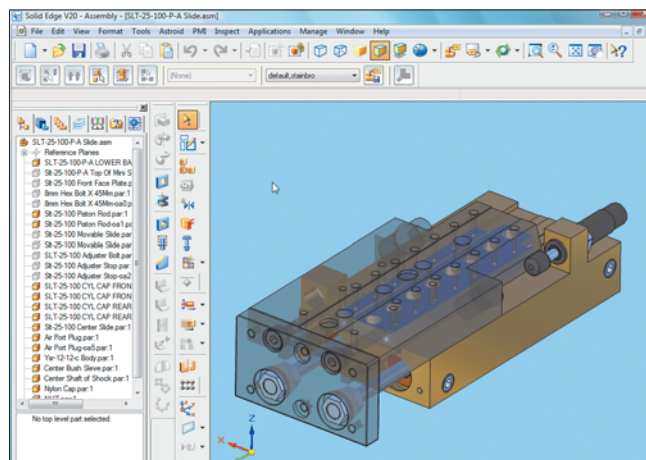 Solid Edge V20 - Assembly - [SLT-25-100-P-A Slide.asm]
File Edit View Format Tools Astroid PMI Inspect Applications Manage Window Help
(None)
default,stainbro
SLT-25-100-P-A Slide.asm
Reference Planes
SLT-25-100-P-A LOWER BA
Slt-25-100-P-A Top Of Mini S
Slt-25-100 Front Face Plate.p
8mm Hex Bolt X 45Mm.par:1
8mm Hex Bolt X 45Mm-oa0.p
Slt-25-100 Piston Rod.par:1
Slt-25-100 Piston Rod-oa1.pa
Slt-25-100 Movable Slide.par
Slt-25-100 Movable Slide.par
SLT-25-100 Adjuster Bolt.par
Slt-25-100 Adjuster Stop.par:
Slt-25-100 Adjuster Stop-oa2
SLT-25-100 CYL CAP FRON
SLT-25-100 CYL CAP FRON
SLT-25-100 CYL CAP REAR
SLT-25-100 CYL CAP REAR
Slt-25-100 Center Slide.par:1
Air Port Plug.par:1
Air Port Plug-oa5.par:1
Ysr-12-12-c Body.par:1
Center Bush Sleve.par:1
Center Shaft of Shock.par:1
Nylon Cap.par:1
No top level part selected.
X
Z